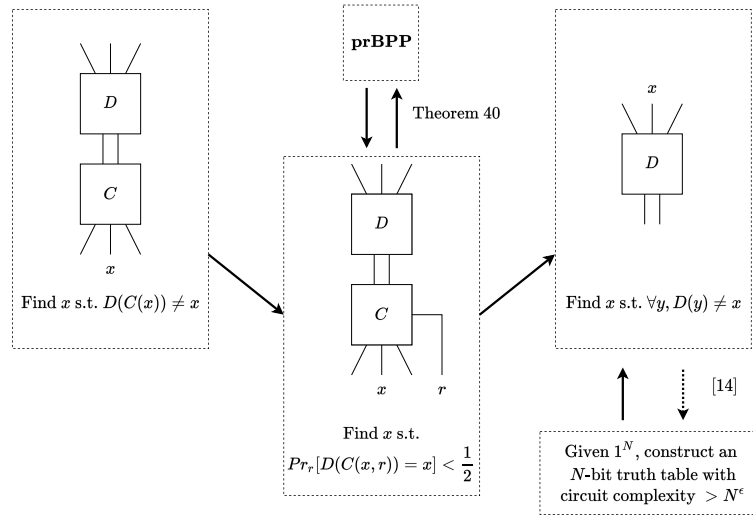 D
C
x
Find x s.t. D(C(x)) ≠ x
prBPP
Theorem 40
D
C
x
r
Find x s.t.
Pr_r[D(C(x, r)) = x] < 1/2
x
D
Find x s.t. ∀y, D(y) ≠ x
[14]
Given 1^N, construct an
N-bit truth table with
circuit complexity > N^ϵ